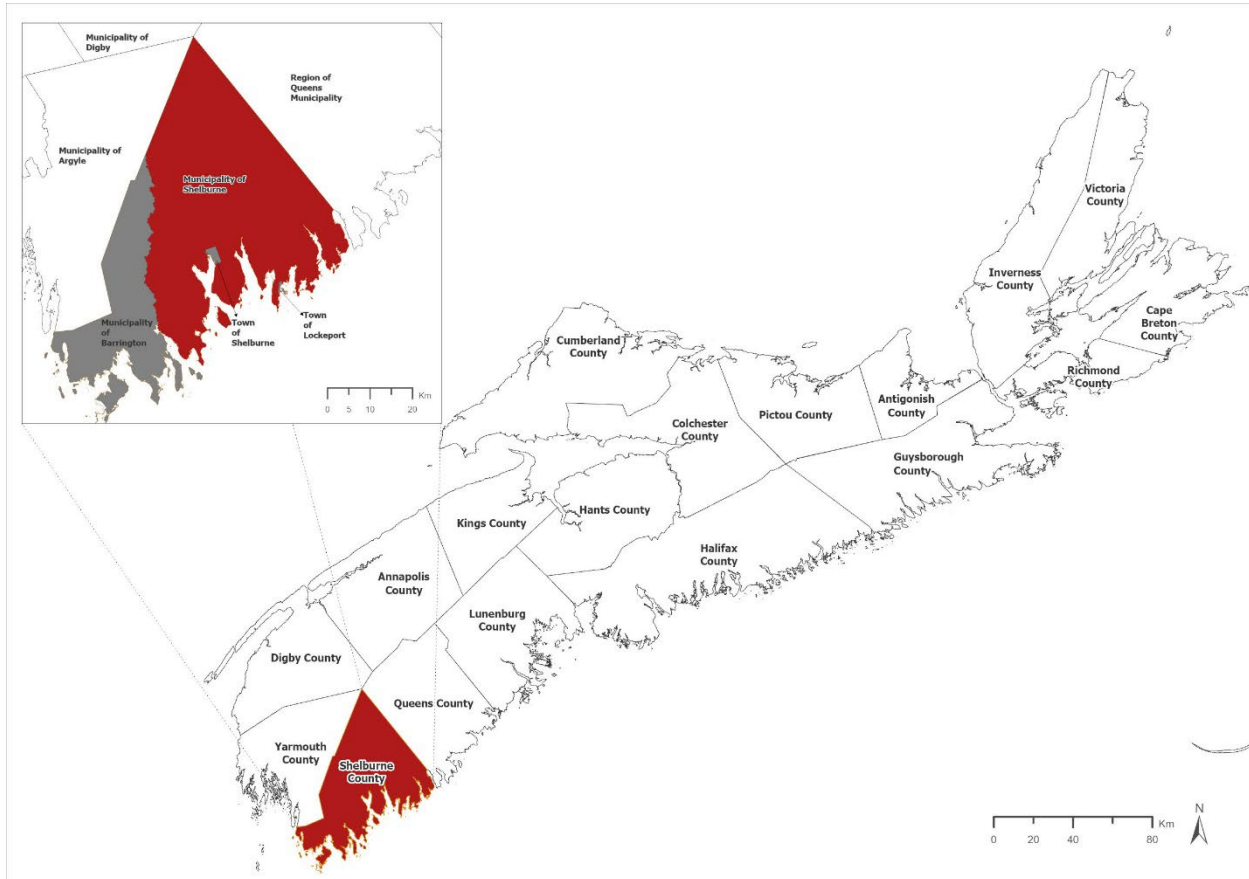 Municipality of
Digby
Region of
Queens
Municipality
Municipality of
Argyle
Municipality of
Shelburne
Municipality
of
Barrington
Town
of
Shelburne
Town
of
Lockeport
0 5 10 20 Km
Victoria
County
Inverness
County
Cape
Breton
County
Richmond
County
Cumberland
County
Colchester
County
Pictou County
Antigonish
County
Guysborough
County
Kings County
Hants County
Halifax
County
Annapolis
County
Lunenburg
County
Digby County
Queens County
Yarmouth
County
Shelburne
County
0 20 40 80 Km
N